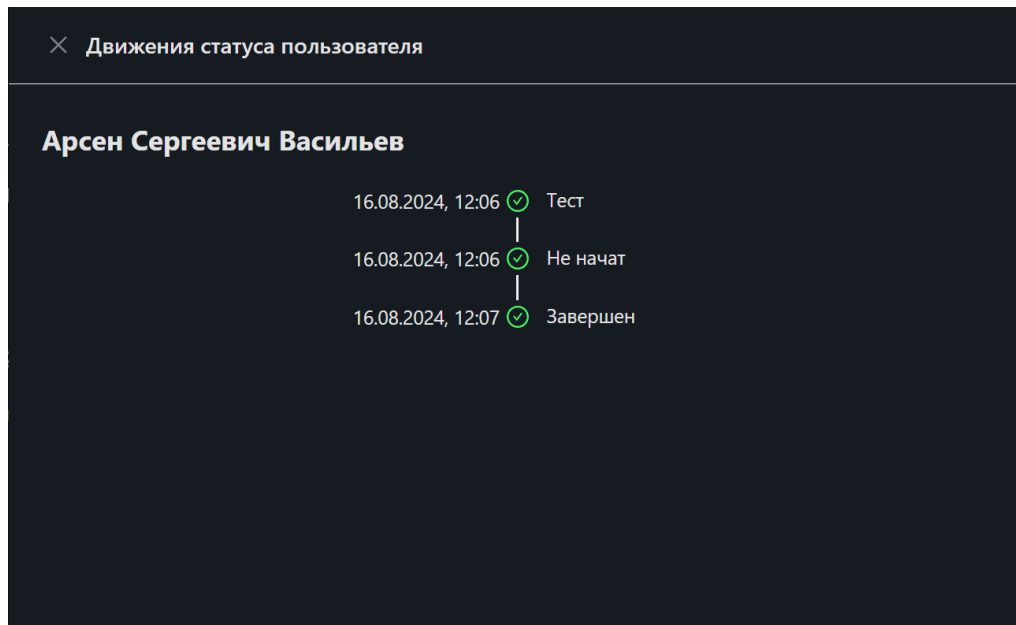 Движения статуса пользователя
Арсен Сергеевич Васильев
16.08.2024, 12:06 Тест
16.08.2024, 12:06 Не начат
16.08.2024, 12:07 Завершен